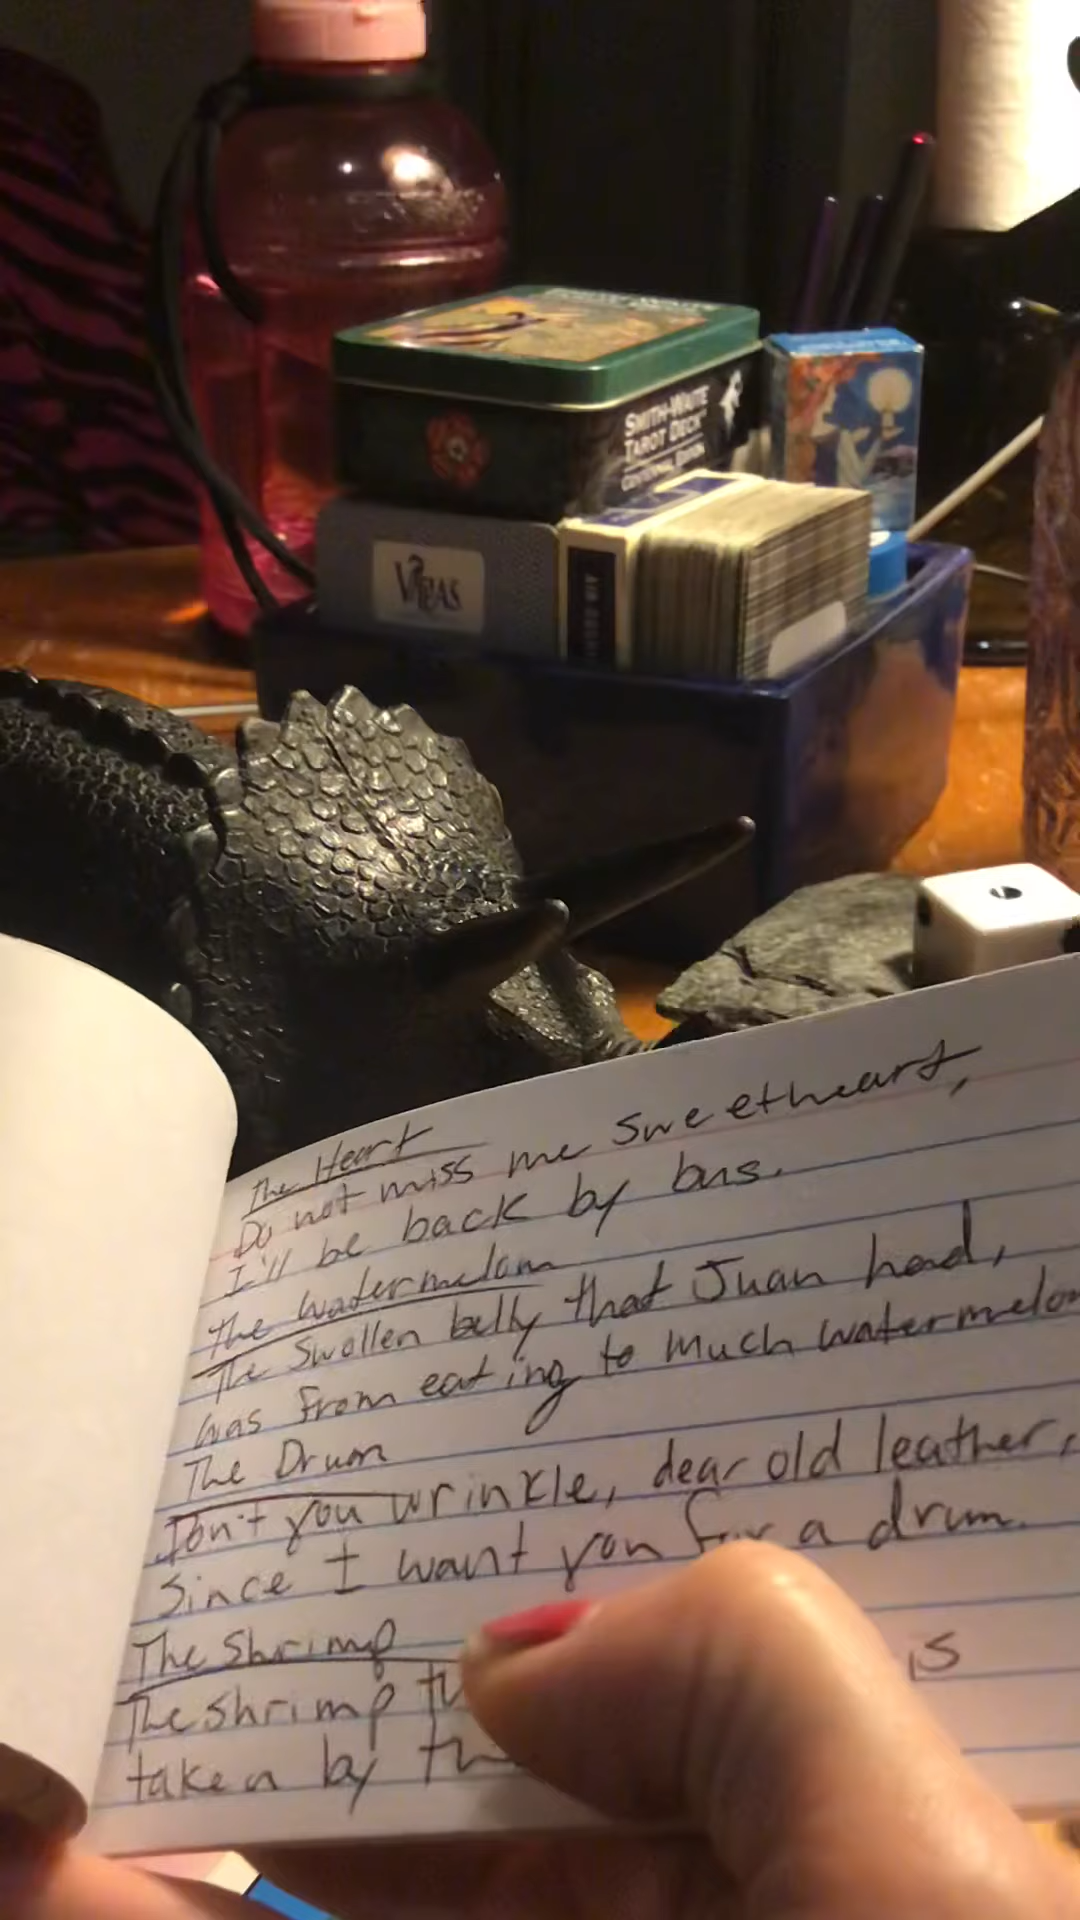 SMITH-WAITE
TAROT DECK
CENTENNIAL EDITION
The Heart
Do not miss me sweetheart,
I'll be back by bus.
The Watermelon
The swollen belly that Juan had,
was from eating to much watermelon
The Drum
Don't you wrinkle, dear old leather,
Since I want you for a drum.
The Shrimp
The shrimp is
taken by